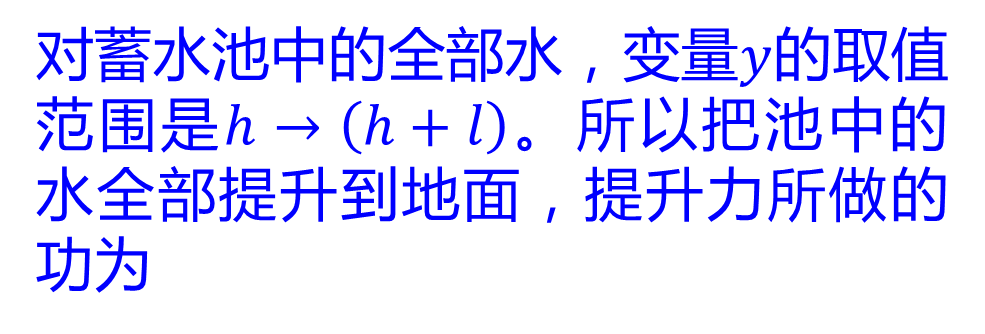 对蓄水池中的全部水，变量y的取值
范围是h → (h + l)。所以把池中的
水全部提升到地面，提升力所做的
功为